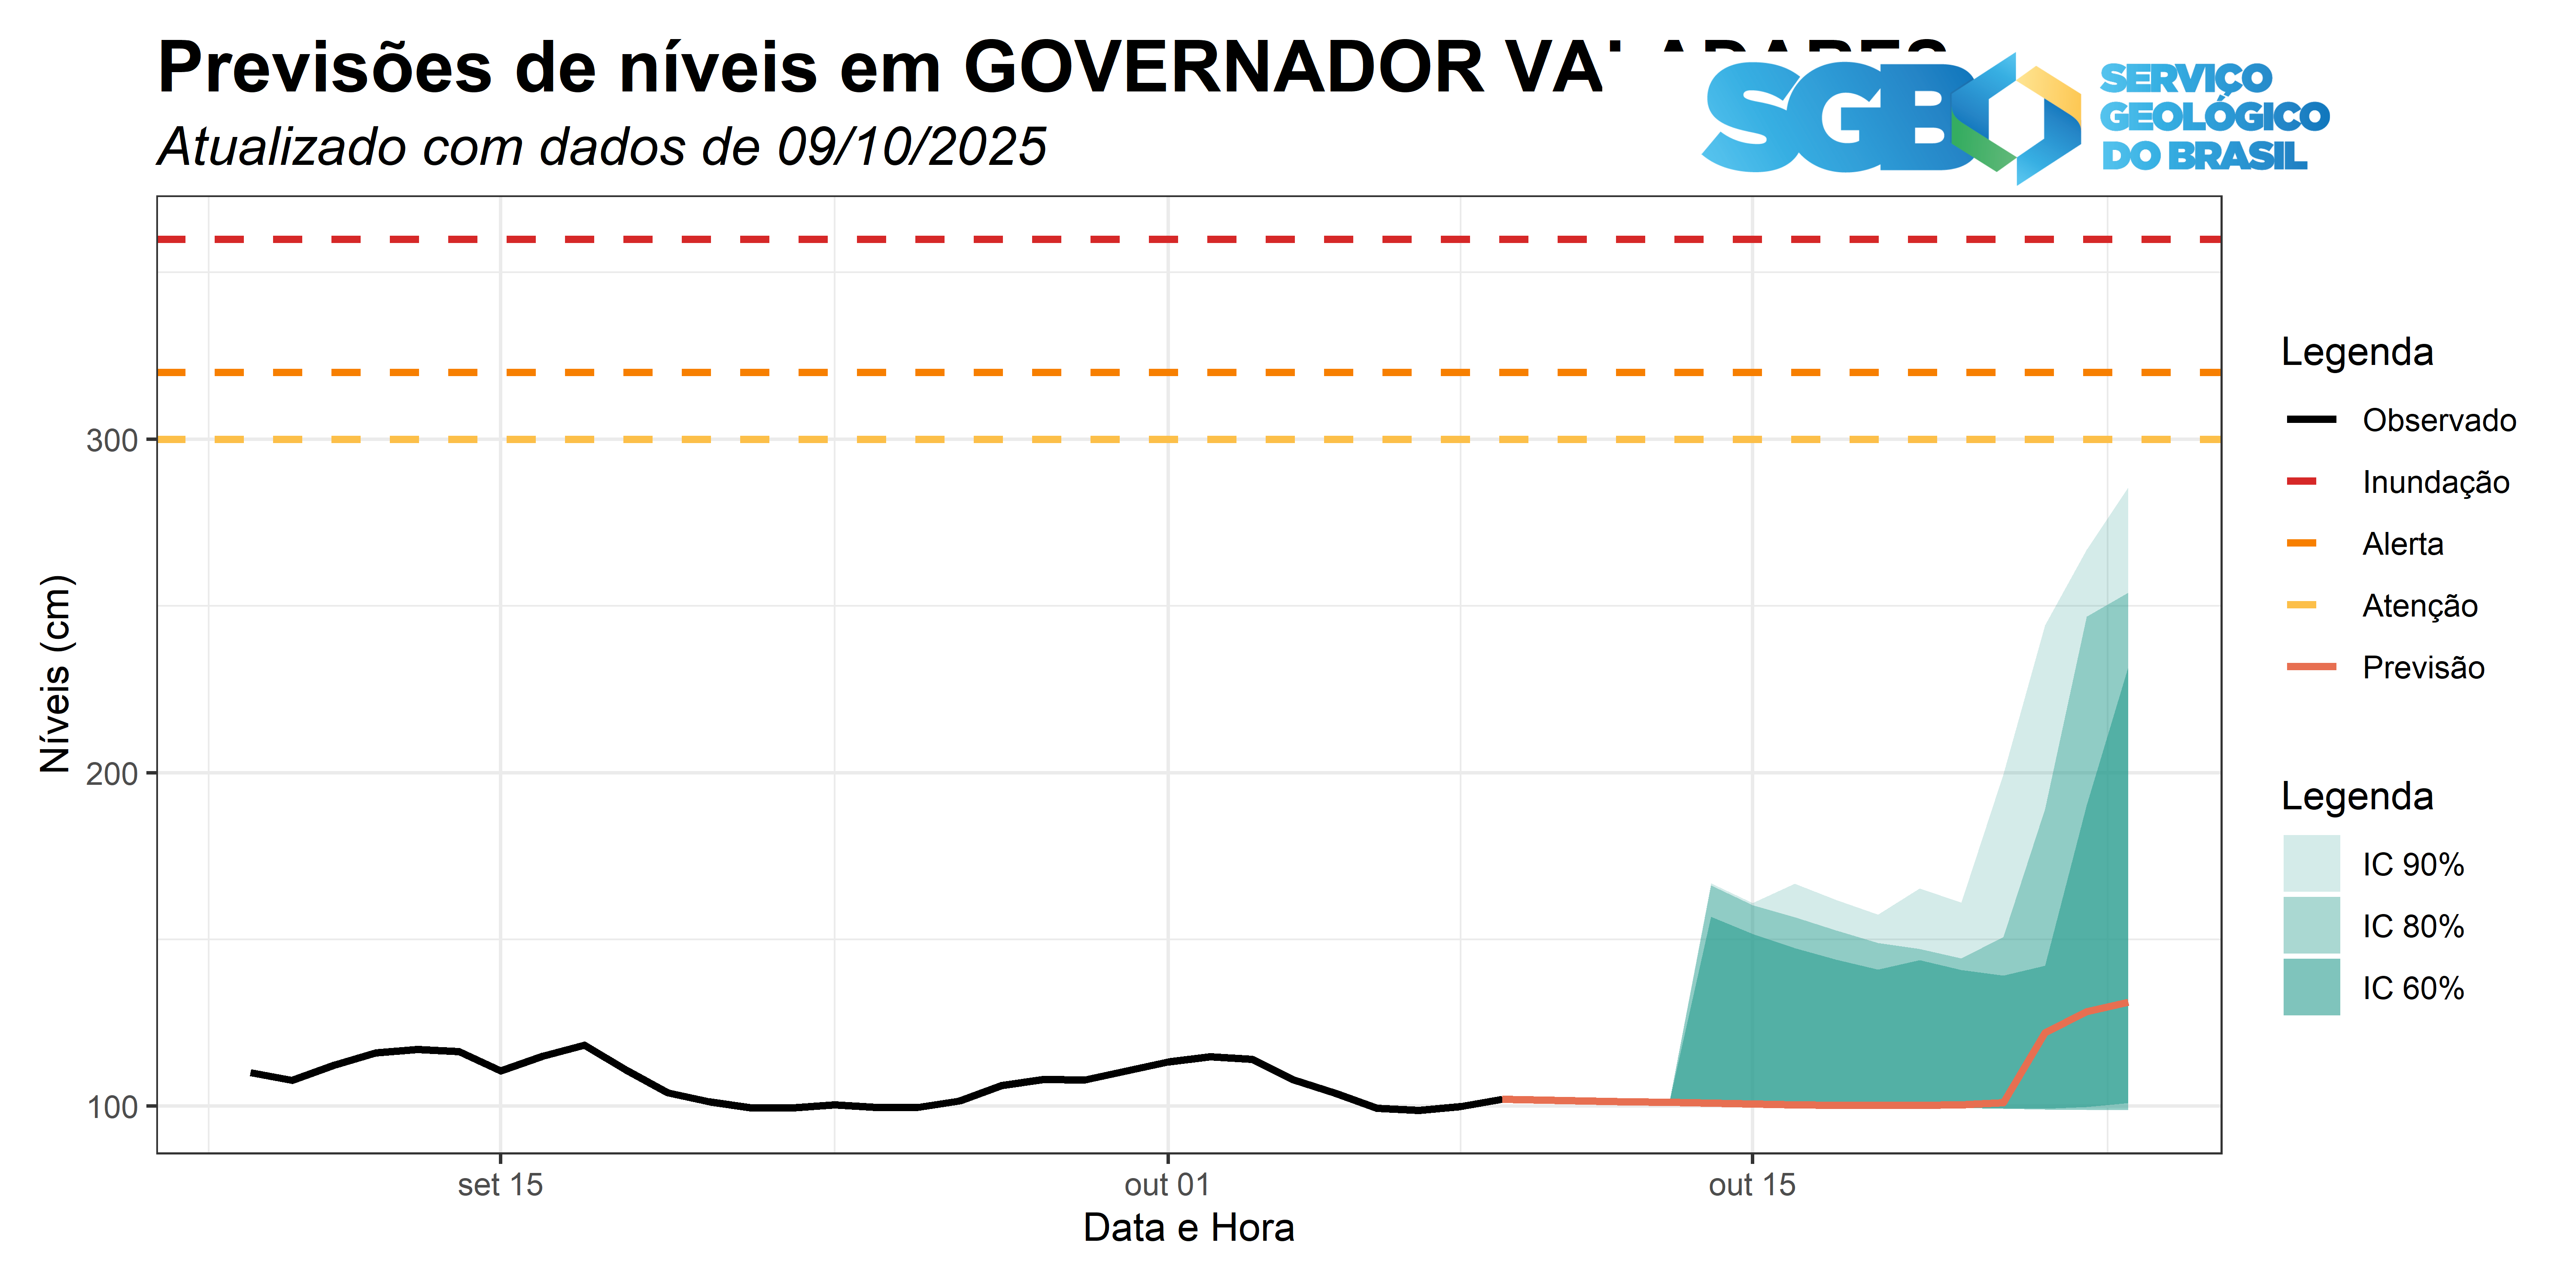 Previsões de níveis em GOVERNADOR
Atualizado com dados de 09/10/2025
SGB
SERVIÇO
GEOLÓGICO
DO BRASIL
Níveis (cm)
300
200
100
set 15
out 01
out 15
Data e Hora
Legenda
Observado
Inundação
Alerta
Atenção
Previsão
Legenda
IC 90%
IC 80%
IC 60%